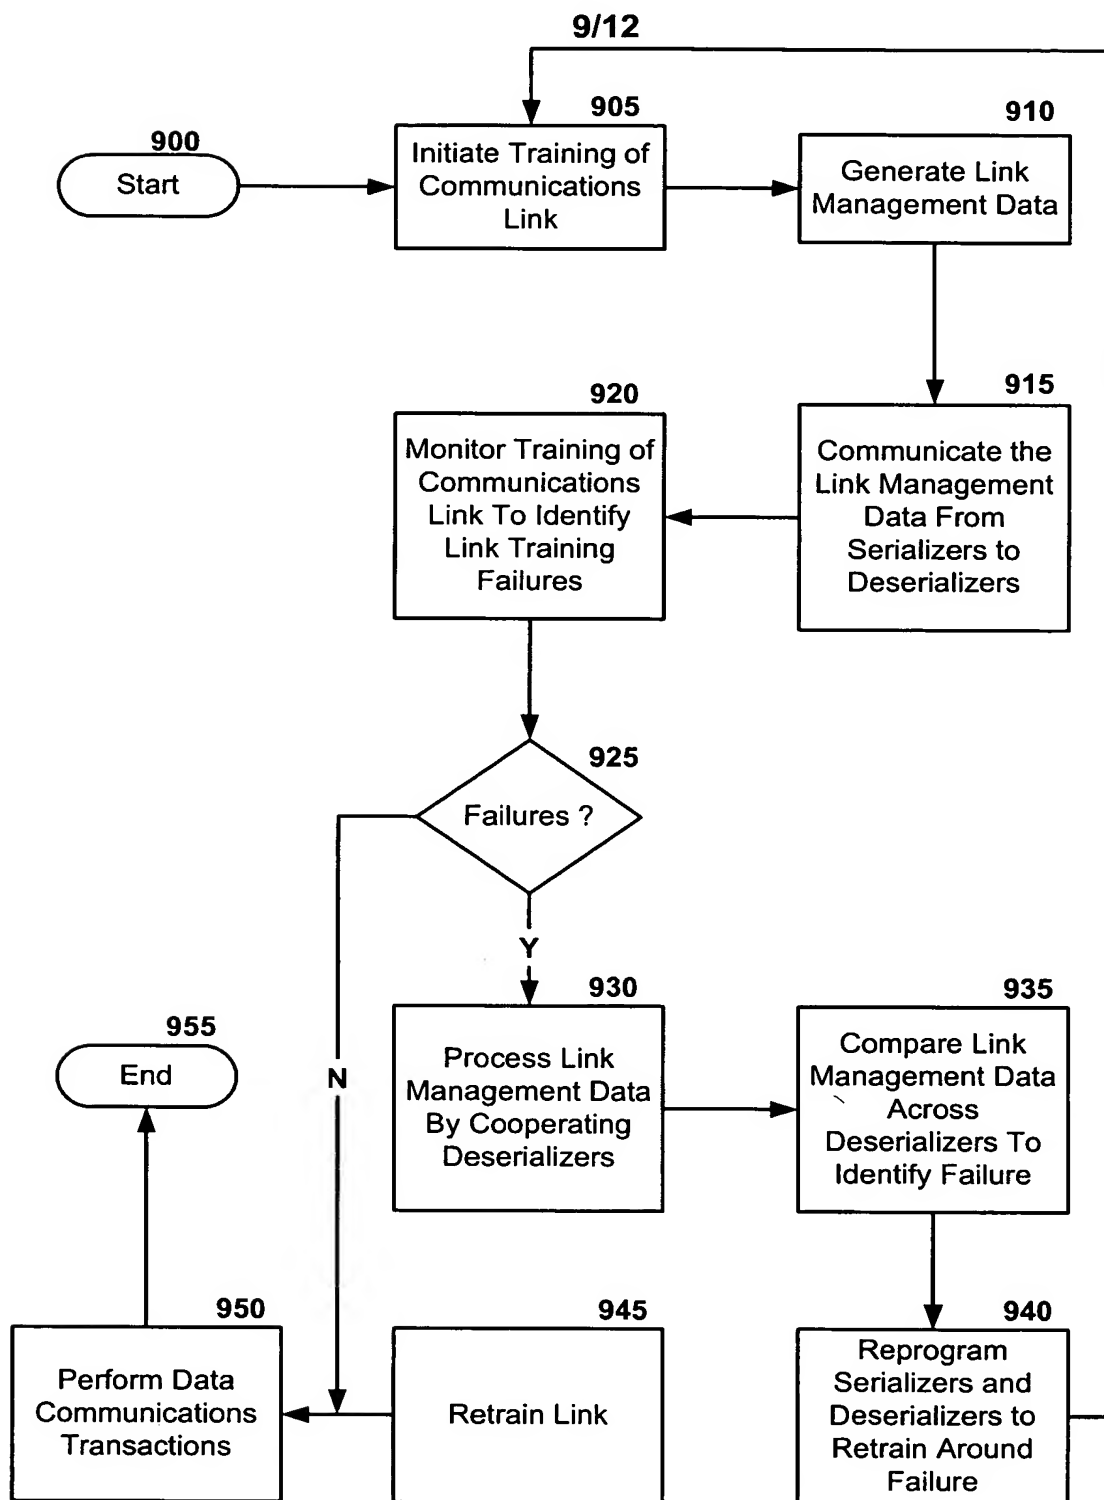 9/12
900
Start
905
Initiate Training of
Communications
Link
910
Generate Link
Management Data
915
Communicate the
Link Management
Data From
Serializers to
Deserializers
920
Monitor Training of
Communications
Link To Identify
Link Training
Failures
925
Failures ?
Y
N
930
Process Link
Management Data
By Cooperating
Deserializers
935
Compare Link
Management Data
Across
Deserializers To
Identify Failure
940
Reprogram
Serializers and
Deserializers to
Retrain Around
Failure
945
Retrain Link
950
Perform Data
Communications
Transactions
955
End